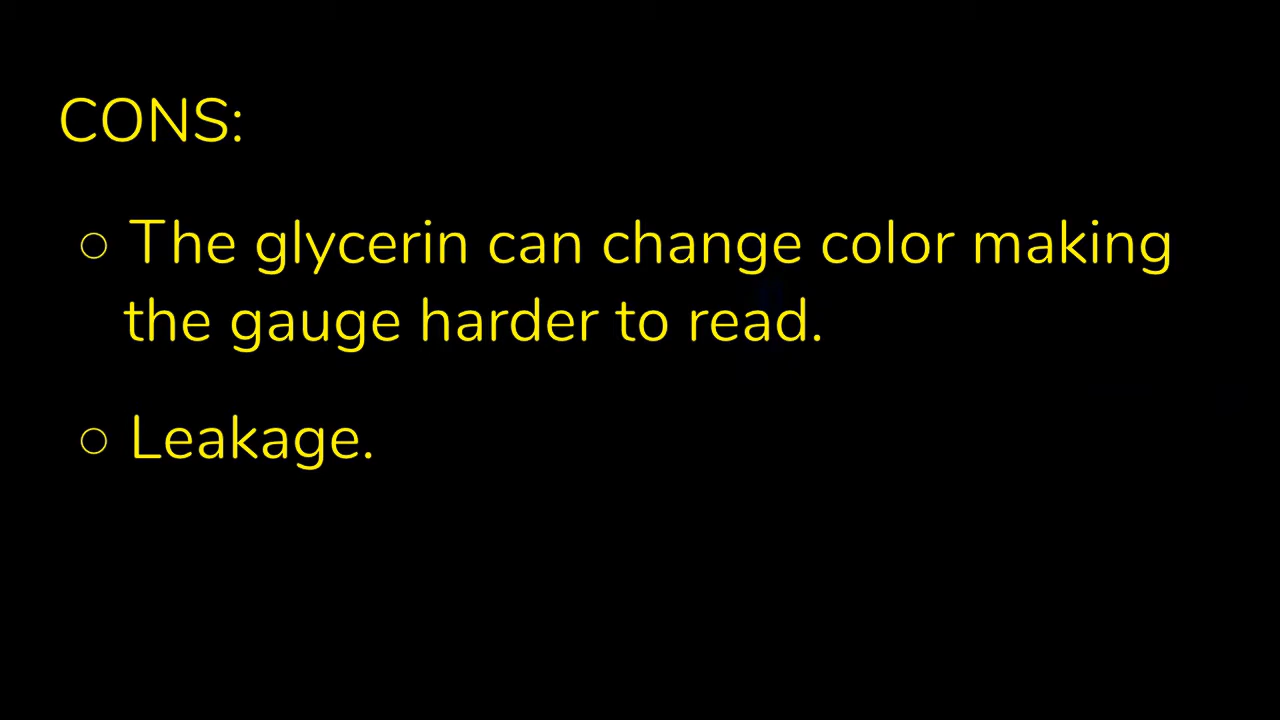 CONS:
○ The glycerin can change color making
the gauge harder to read.
○ Leakage.